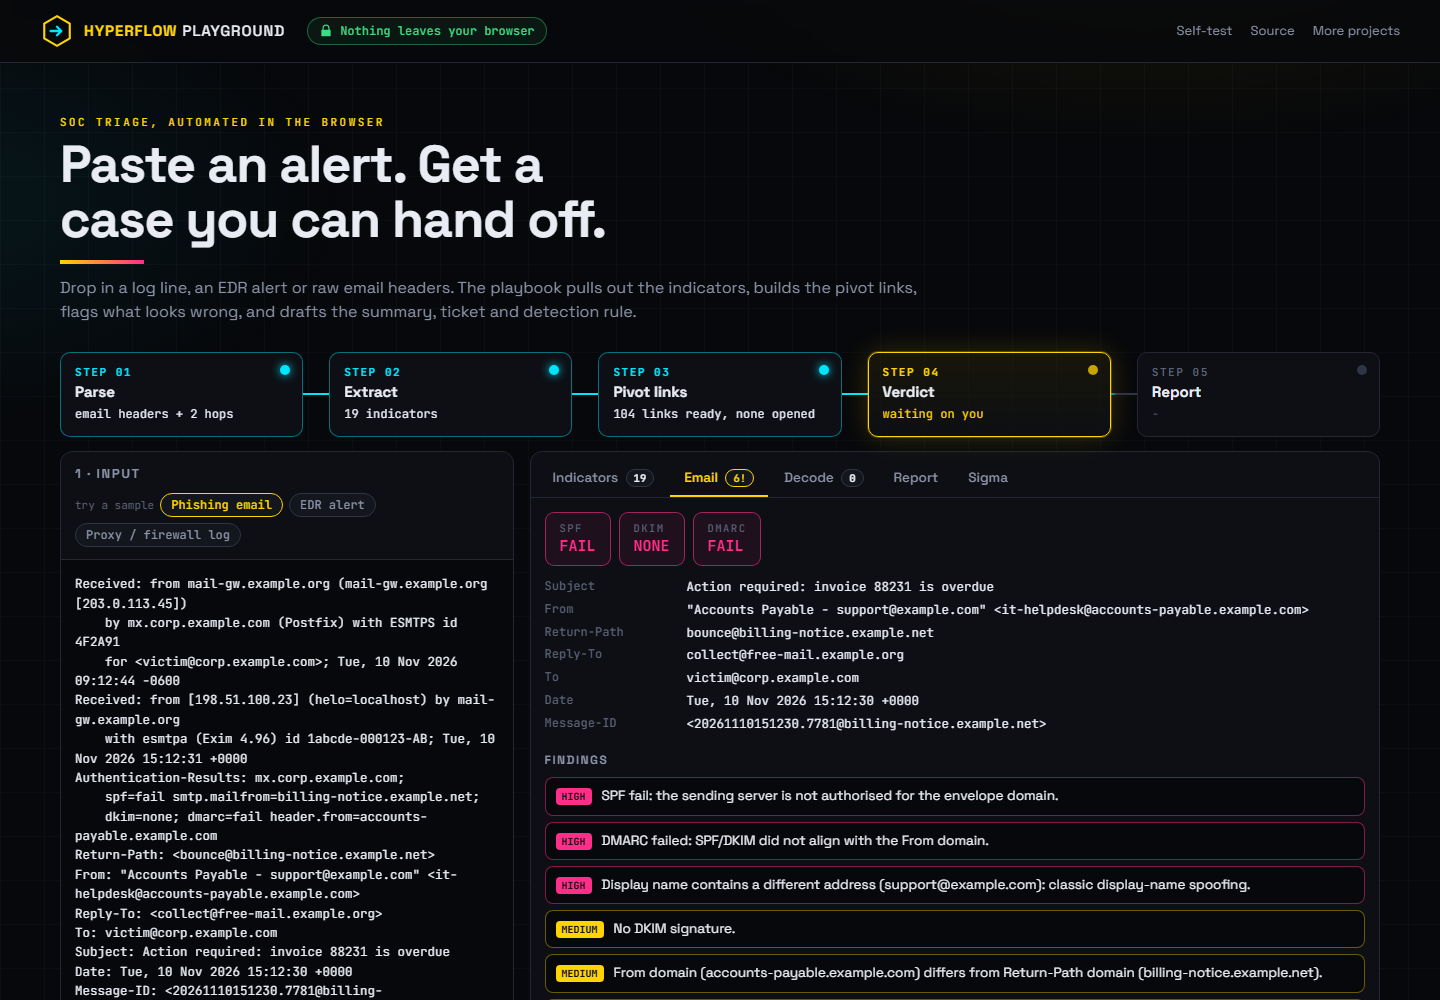 HYPERFLOW PLAYGROUND
Nothing leaves your browser
Self-test
Source
More projects
SOC TRIAGE, AUTOMATED IN THE BROWSER
Paste an alert. Get a
case you can hand off.
Drop in a log line, an EDR alert or raw email headers. The playbook pulls out the indicators, builds the pivot links,
flags what looks wrong, and drafts the summary, ticket and detection rule.
STEP 01
Parse
email headers + 2 hops
STEP 02
Extract
19 indicators
STEP 03
Pivot links
104 links ready, none opened
STEP 04
Verdict
waiting on you
STEP 05
Report
-
1 · INPUT
try a sample
Phishing email
EDR alert
Proxy / firewall log
Received: from mail-gw.example.org (mail-gw.example.org
[203.0.113.45])
by mx.corp.example.com (Postfix) with ESMTPS id
4F2A91
for <victim@corp.example.com>; Tue, 10 Nov 2026
09:12:44 -0600
Received: from [198.51.100.23] (helo=localhost) by mail-
gw.example.org
with esmtpa (Exim 4.96) id 1abcde-000123-AB; Tue, 10
Nov 2026 15:12:31 +0000
Authentication-Results: mx.corp.example.com;
spf=fail smtp.mailfrom=billing-notice.example.net;
dkim=none; dmarc=fail header.from=accounts-
payable.example.com
Return-Path: <bounce@billing-notice.example.net>
From: "Accounts Payable - support@example.com" <it-
helpdesk@accounts-payable.example.com>
Reply-To: <collect@free-mail.example.org>
To: victim@corp.example.com
Subject: Action required: invoice 88231 is overdue
Date: Tue, 10 Nov 2026 15:12:30 +0000
Message-ID: <20261110151230.7781@billing-
Indicators 19
Email 6!
Decode 0
Report
Sigma
SPF
FAIL
DKIM
NONE
DMARC
FAIL
Subject Action required: invoice 88231 is overdue
From "Accounts Payable - support@example.com" <it-helpdesk@accounts-payable.example.com>
Return-Path bounce@billing-notice.example.net
Reply-To collect@free-mail.example.org
To victim@corp.example.com
Date Tue, 10 Nov 2026 15:12:30 +0000
Message-ID <20261110151230.7781@billing-notice.example.net>
FINDINGS
HIGH SPF fail: the sending server is not authorised for the envelope domain.
HIGH DMARC failed: SPF/DKIM did not align with the From domain.
HIGH Display name contains a different address (support@example.com): classic display-name spoofing.
MEDIUM No DKIM signature.
MEDIUM From domain (accounts-payable.example.com) differs from Return-Path domain (billing-notice.example.net).